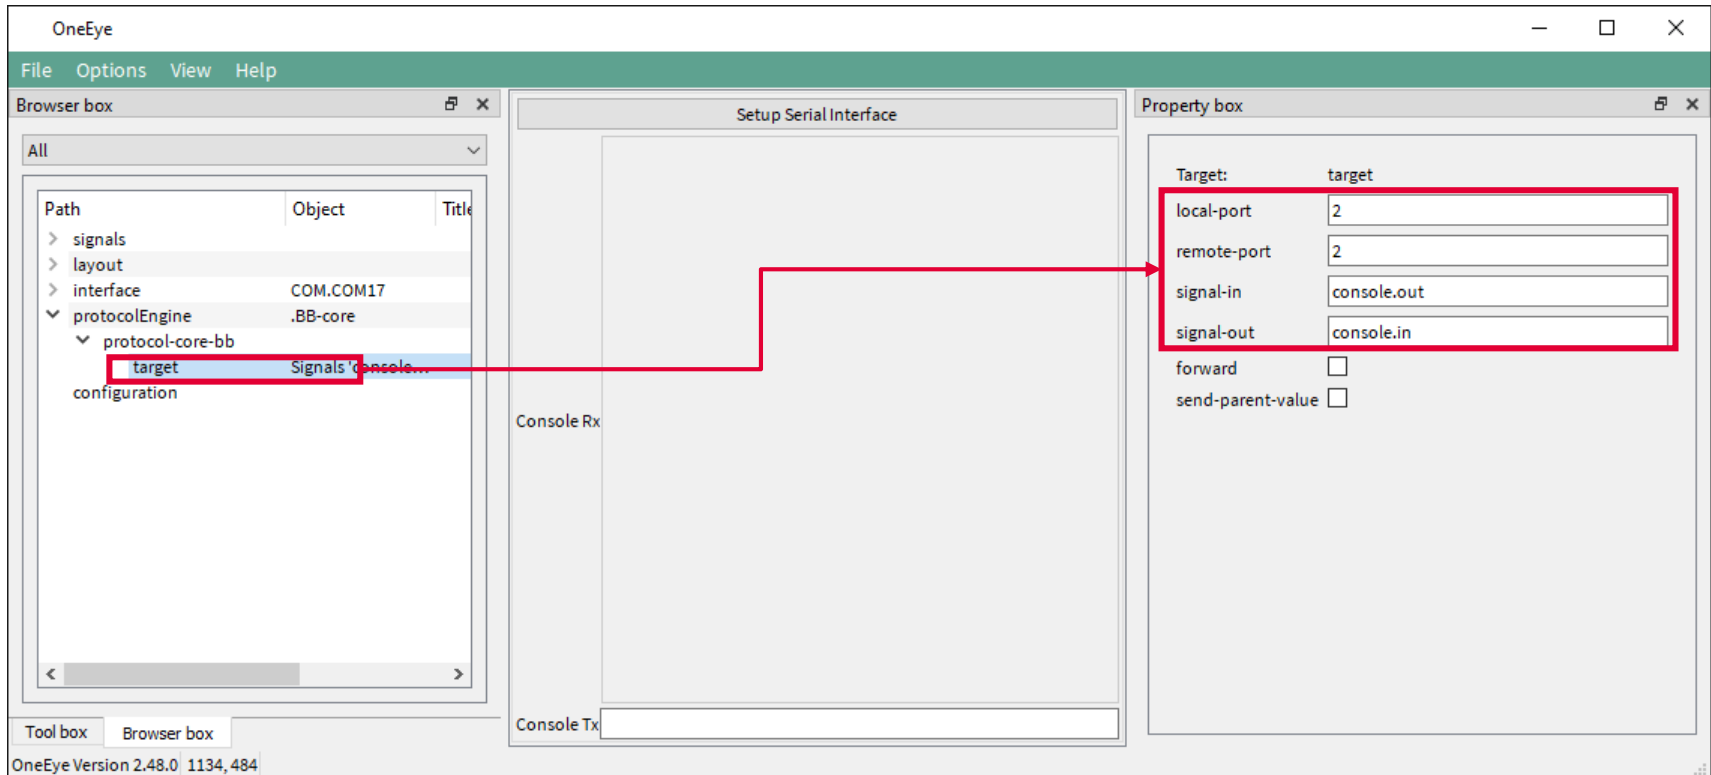 OneEye
File Options View Help
Browser box
All
Path Object Title
signals
layout
interface COM.COM17
protocolEngine .BB-core
protocol-core-bb
target Signals 'console...
configuration
Tool box Browser box
OneEye Version 2.48.0 1134, 484
Setup Serial Interface
Console Rx
Console Tx
Property box
Target: target
local-port 2
remote-port 2
signal-in console.out
signal-out console.in
forward
send-parent-value